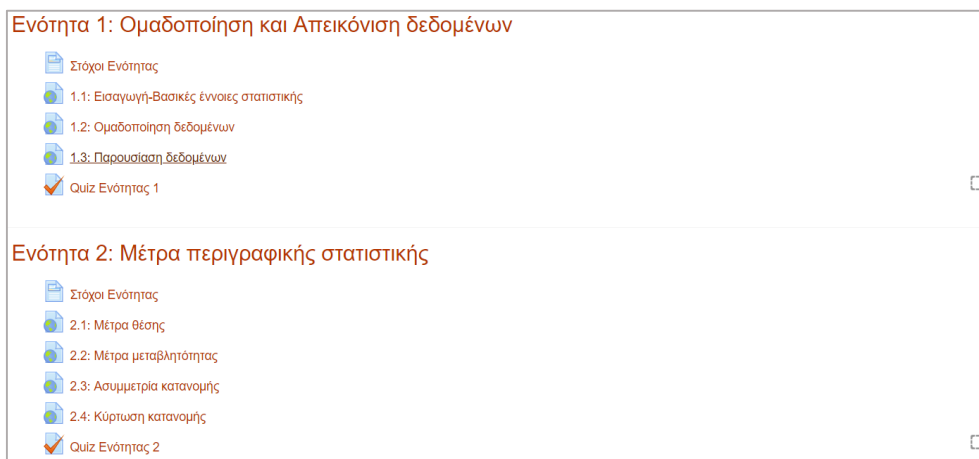 Ενότητα 1: Ομαδοποίηση και Απεικόνιση δεδομένων
Στόχοι Ενότητας
1.1: Εισαγωγή-Βασικές έννοιες στατιστικής
1.2: Ομαδοποίηση δεδομένων
1.3: Παρουσίαση δεδομένων
Quiz Ενότητας 1
Ενότητα 2: Μέτρα περιγραφικής στατιστικής
Στόχοι Ενότητας
2.1: Μέτρα θέσης
2.2: Μέτρα μεταβλητότητας
2.3: Ασυμμετρία κατανομής
2.4: Κύρτωση κατανομής
Quiz Ενότητας 2